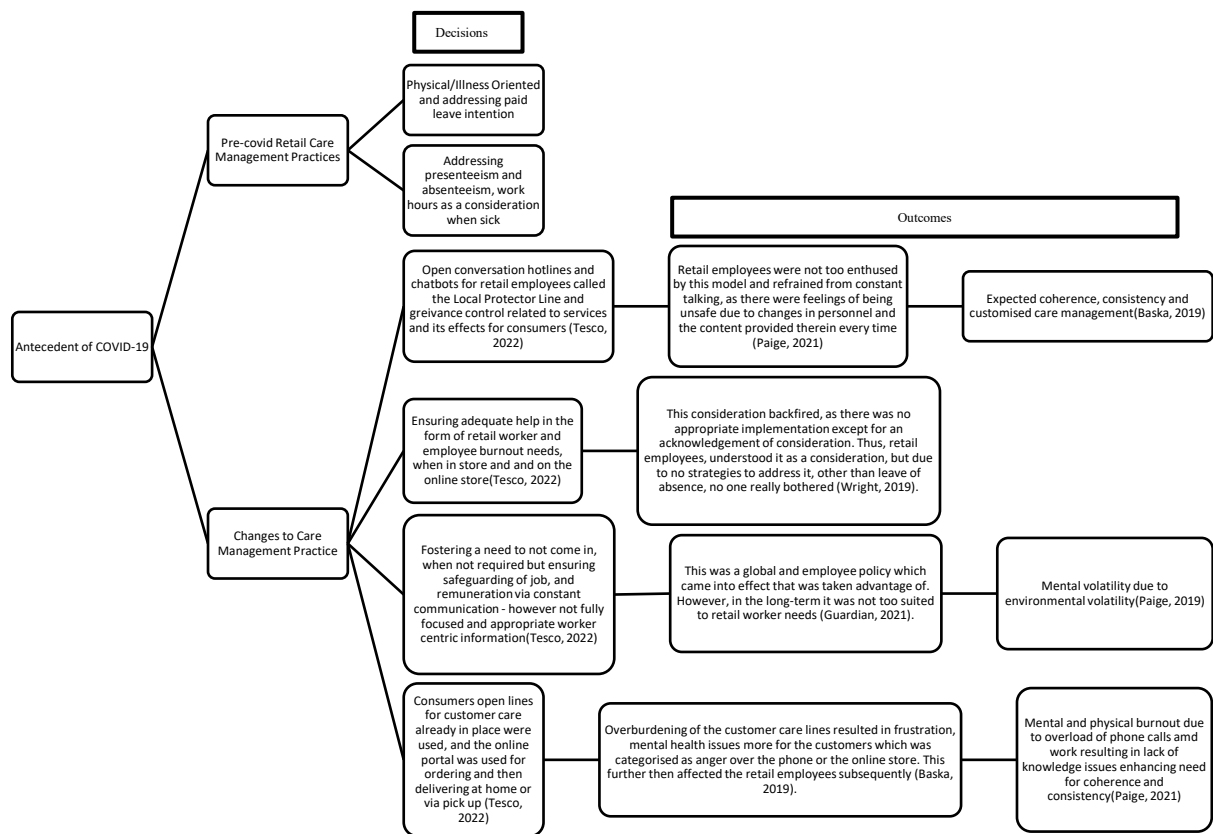 Decisions
Physical/Illness Oriented
and addressing paid
leave intention
Pre-covid Retail Care
Management Practices
Addressing
presenteeism and
absenteeism, work
hours as a consideration
when sick
Outcomes
Open conversation hotlines and
chatbots for retail employees called
the Local Protector Line and
greivance control related to services
and its effects for consumers (Tesco,
2022)
Retail employees were not too enthused
by this model and refrained from constant
talking, as there were feelings of being
unsafe due to changes in personnel and
the content provided therein every time
(Paige, 2021)
Expected coherence, consistency and
customised care management(Baska, 2019)
Antecedent of COVID-19
Ensuring adequate help in the
form of retail worker and
employee burnout needs,
when in store and and on the
online store(Tesco, 2022)
This consideration backfired, as there was no
appropriate implementation except for an
acknowledgement of consideration. Thus, retail
employees, understood it as a consideration, but due
to no strategies to address it, other than leave of
absence, no one really bothered (Wright, 2019).
Changes to Care
Management Practice
Fostering a need to not come in,
when not required but ensuring
safeguarding of job, and
remuneration via constant
communication - however not fully
focused and appropriate worker
centric information(Tesco, 2022)
This was a global and employee policy which
came into effect that was taken advantage of.
However, in the long-term it was not too suited
to retail worker needs (Guardian, 2021).
Mental volatility due to
environmental volatility(Paige, 2019)
Consumers open lines
for customer care
already in place were
used, and the online
portal was used for
ordering and then
delivering at home or
via pick up (Tesco,
2022)
Overburdening of the customer care lines resulted in frustration,
mental health issues more for the customers which was
categorised as anger over the phone or the online store. This
further then affected the retail employees subsequently (Baska,
2019).
Mental and physical burnout due
to overload of phone calls amd
work resulting in lack of
knowledge issues enhancing need
for coherence and
consistency(Paige, 2021)